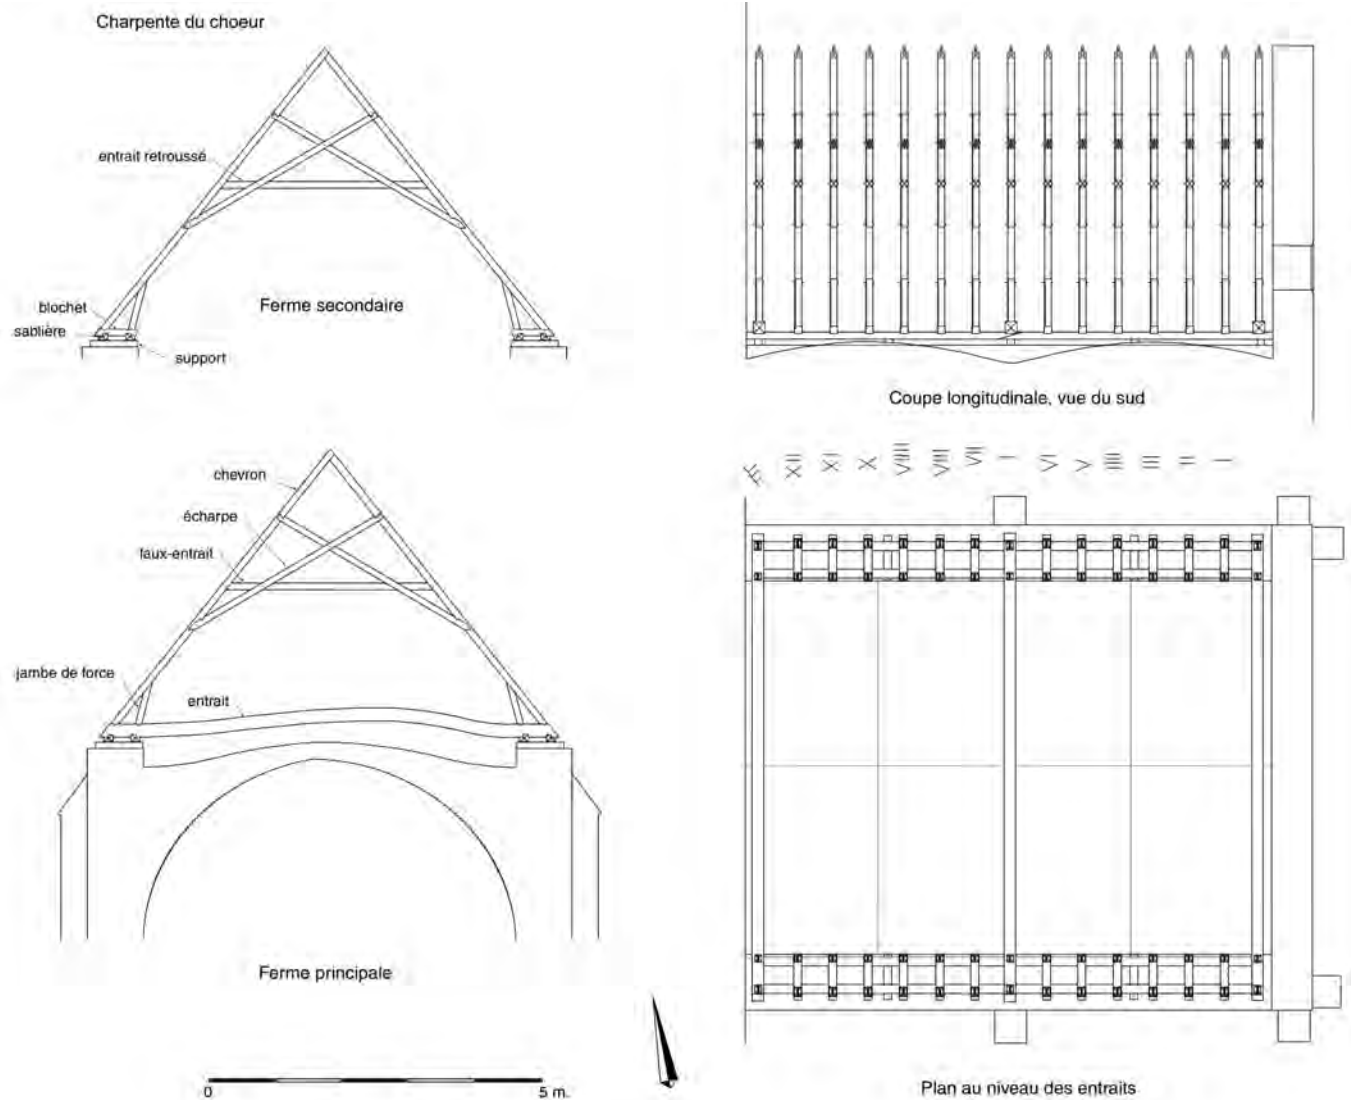 Charpente du choeur
entrait retroussé
blochet
Ferme secondaire
sablière
support
Coupe longitudinale, vue du sud
chevron
écharpe
faux-entrait
jambe de force
entrait
Ferme principale
0 5 m.
Plan au niveau des entraits